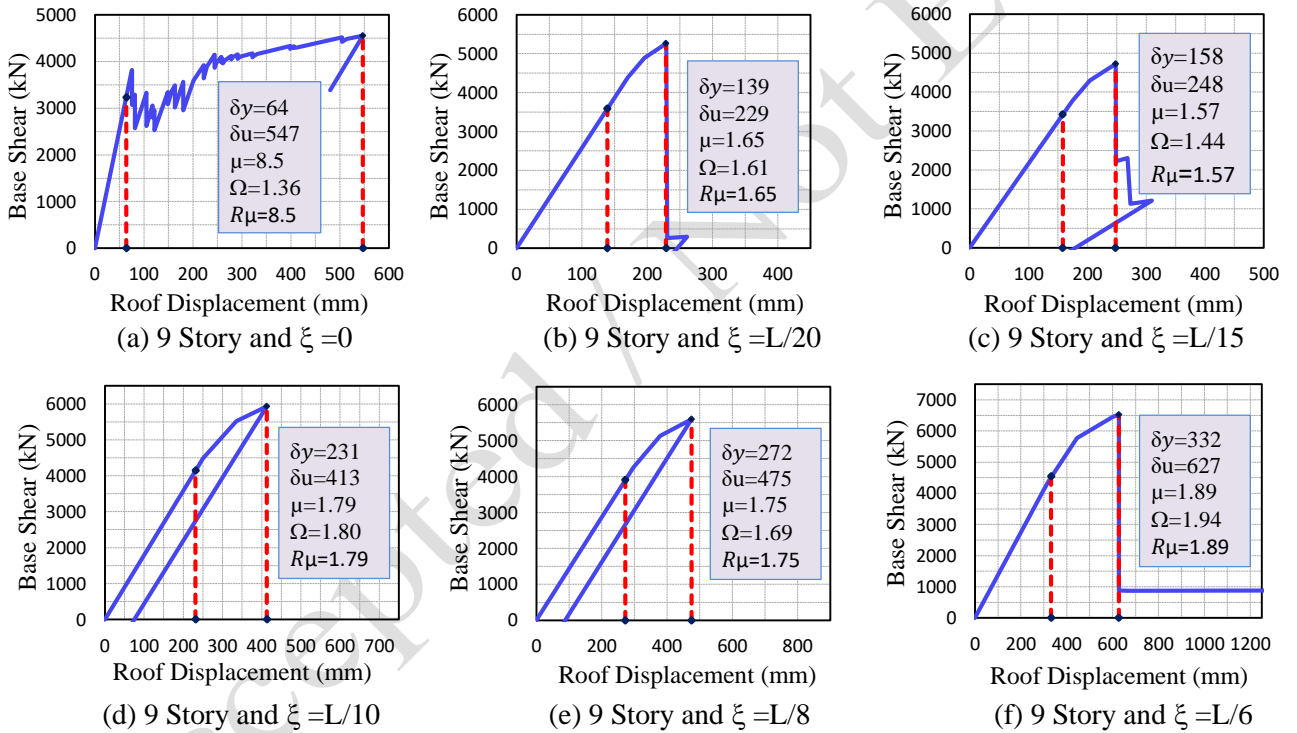 5000
4000
3000
2000
1000
0
Base Shear (kN)
δy=64
δu=547
μ=8.5
Ω=1.36
Rμ=8.5
0 100 200 300 400 500 600
Roof Displacement (mm)
(a) 9 Story and ξ =0
6000
5000
4000
3000
2000
1000
0
Base Shear (kN)
δy=139
δu=229
μ=1.65
Ω=1.61
Rμ=1.65
0 100 200 300 400
Roof Displacement (mm)
(b) 9 Story and ξ =L/20
6000
5000
4000
3000
2000
1000
0
Base Shear (kN)
δy=158
δu=248
μ=1.57
Ω=1.44
Rμ=1.57
0 100 200 300 400 500
Roof Displacement (mm)
(c) 9 Story and ξ =L/15
6000
5000
4000
3000
2000
1000
0
Base Shear (kN)
δy=231
δu=413
μ=1.79
Ω=1.80
Rμ=1.79
0 100 200 300 400 500 600 700
Roof Displacement (mm)
(d) 9 Story and ξ =L/10
6000
5000
4000
3000
2000
1000
0
Base Shear (kN)
δy=272
δu=475
μ=1.75
Ω=1.69
Rμ=1.75
0 200 400 600 800
Roof Displacement (mm)
(e) 9 Story and ξ =L/8
7000
6000
5000
4000
3000
2000
1000
0
Base Shear (kN)
δy=332
δu=627
μ=1.89
Ω=1.94
Rμ=1.89
0 200 400 600 800 1000 1200
Roof Displacement (mm)
(f) 9 Story and ξ =L/6
cepted / Not E